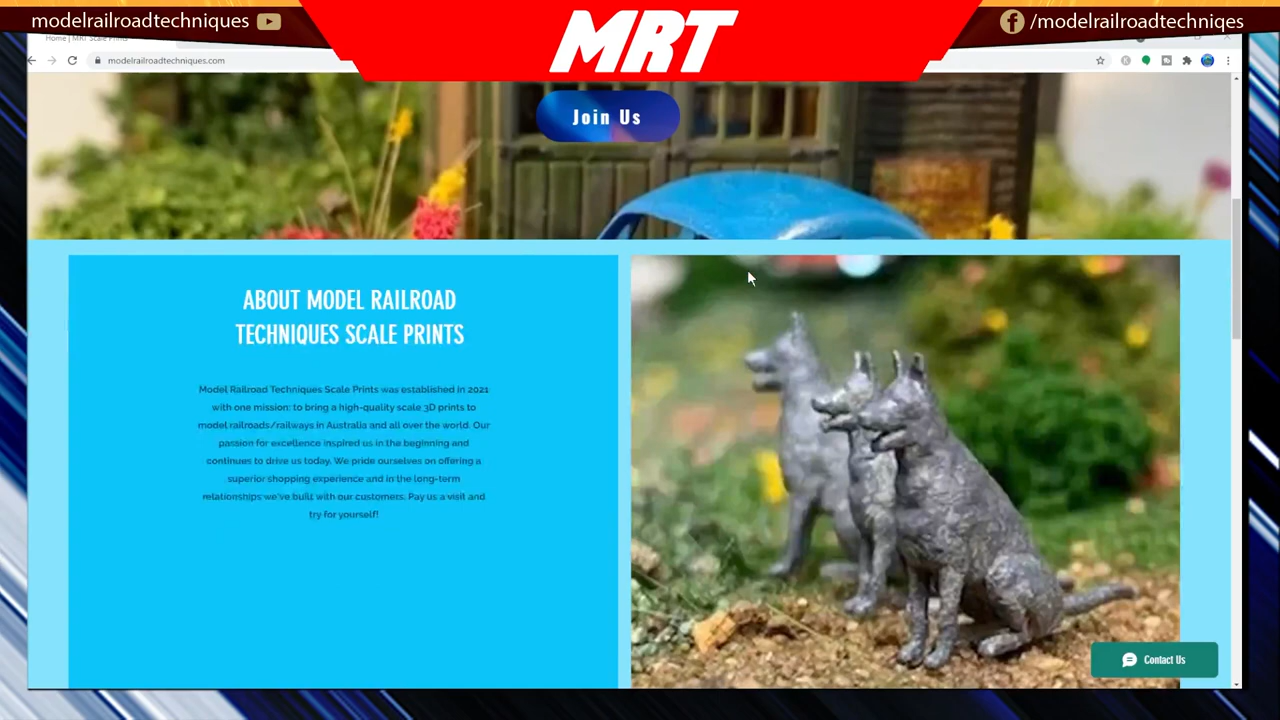 modelrailroadtechniques
MRT
/modelrailroadtechniqes
Home | MRT Scale Prints
modelrailroadtechniques.com
Join Us
ABOUT MODEL RAILROAD
TECHNIQUES SCALE PRINTS
Model Railroad Techniques Scale Prints was established in 2021
with one mission: to bring a high-quality scale 3D prints to
model railroads/railways in Australia and all over the world. Our
passion for excellence inspired us in the beginning and
continues to drive us today. We pride ourselves on offering a
superior shopping experience and in the long-term
relationships we've built with our customers. Pay us a visit and
try for yourself!
Contact Us